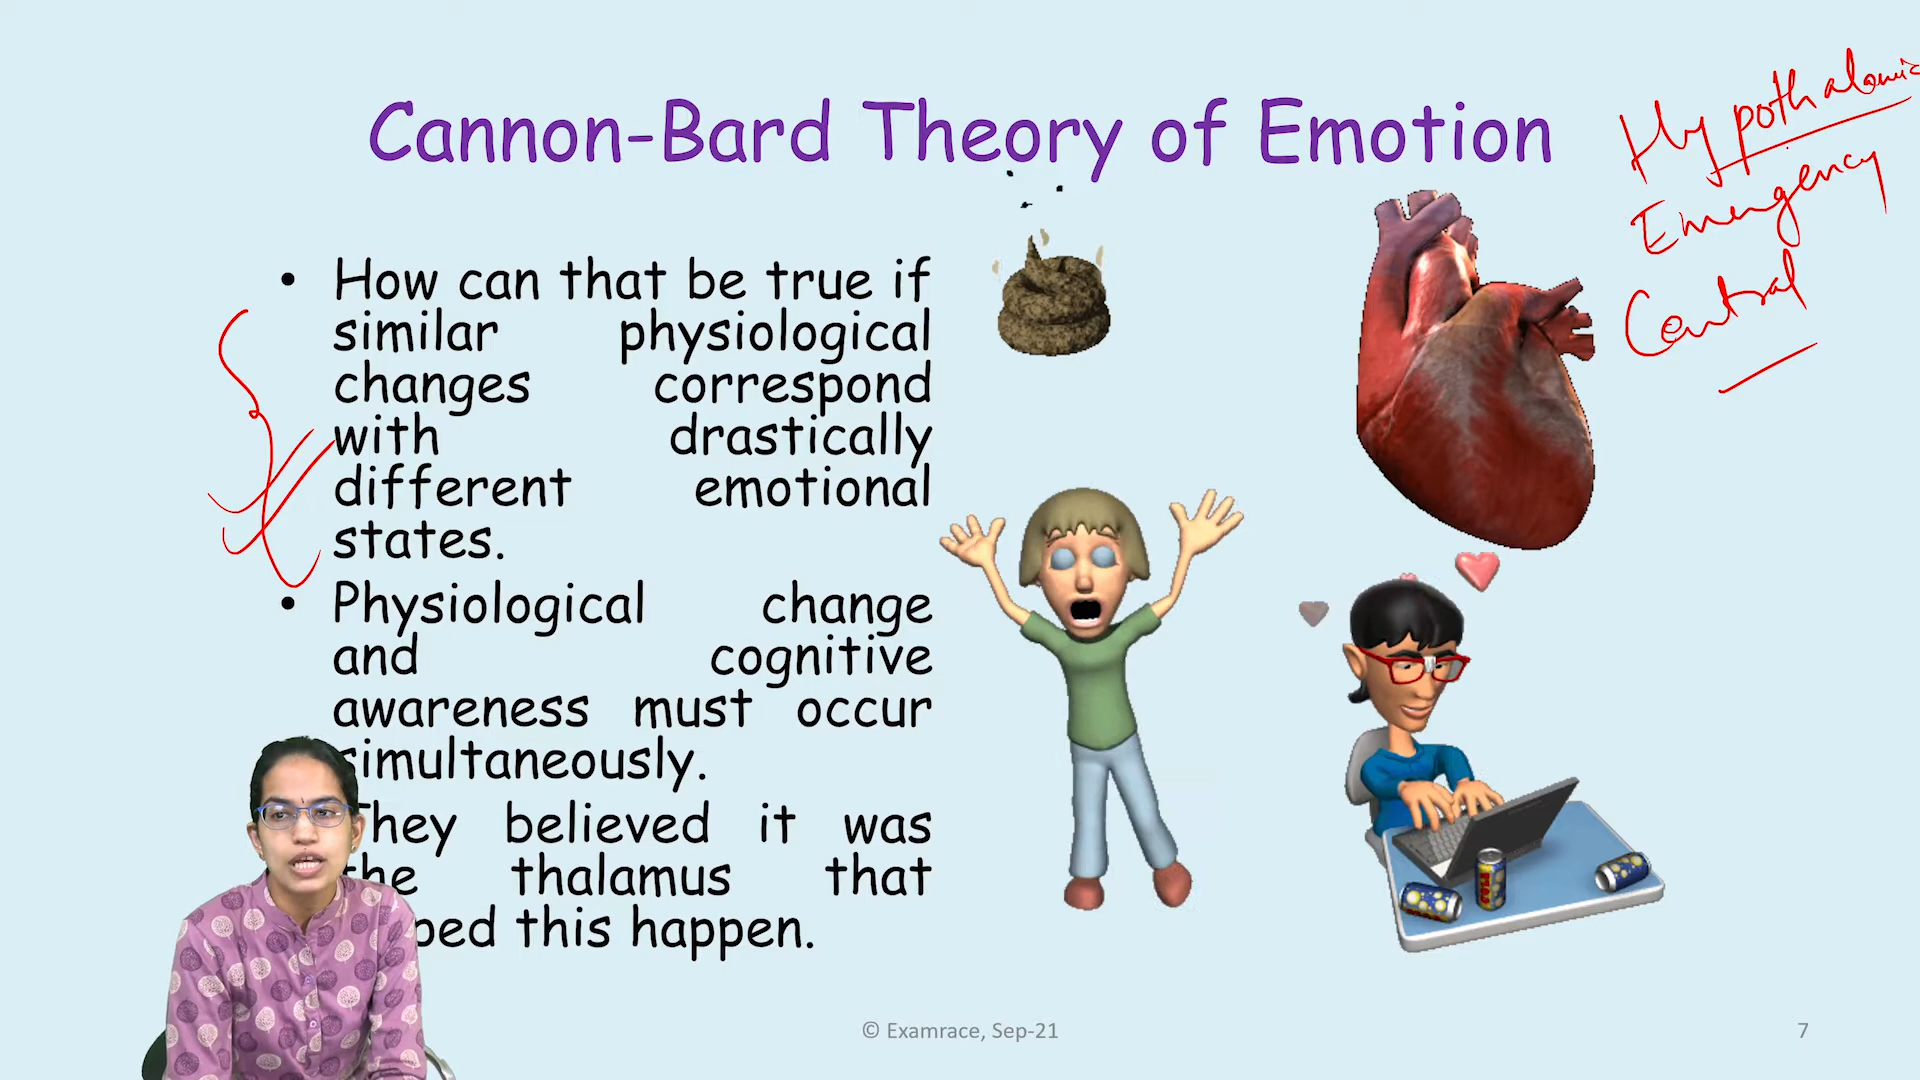 Cannon-Bard Theory of Emotion
Hypothalamic
Emergency
Central
• How can that be true if
similar physiological
changes correspond
with drastically
different emotional
states.
• Physiological change
and cognitive
awareness must occur
simultaneously.
They believed it was
the thalamus that
ped this happen.
© Examrace, Sep-21
7